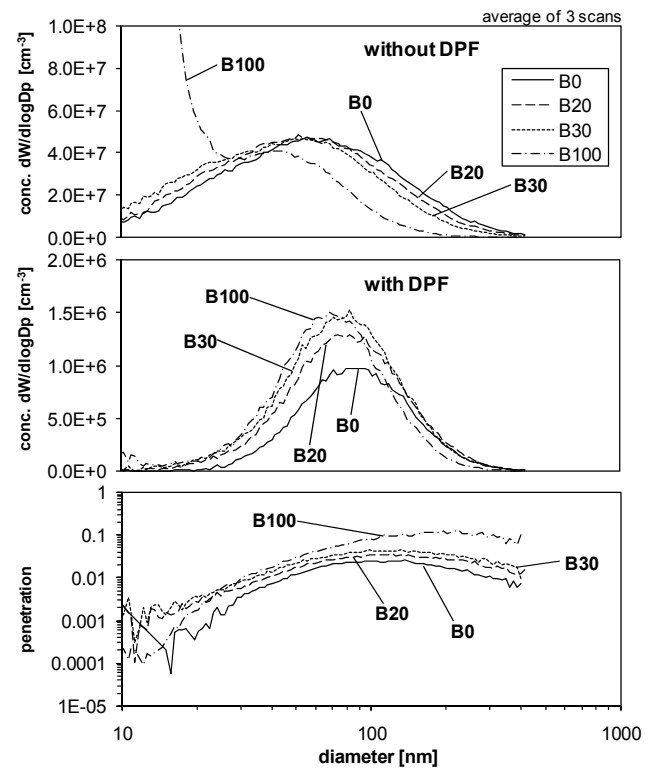 average of 3 scans
1.0E+8
8.0E+7
6.0E+7
4.0E+7
2.0E+7
0.0E+0
conc. dW/dlogDp [cm-3]
without DPF
B100
B0
B20
B30
B0
B20
B30
B100
2.0E+6
1.5E+6
1.0E+6
5.0E+5
0.0E+0
conc. dW/dlogDp [cm-3]
with DPF
B100
B30
B20
B0
1
0.1
0.01
0.001
0.0001
1E-05
penetration
B100
B20
B0
B30
10
100
1000
diameter [nm]